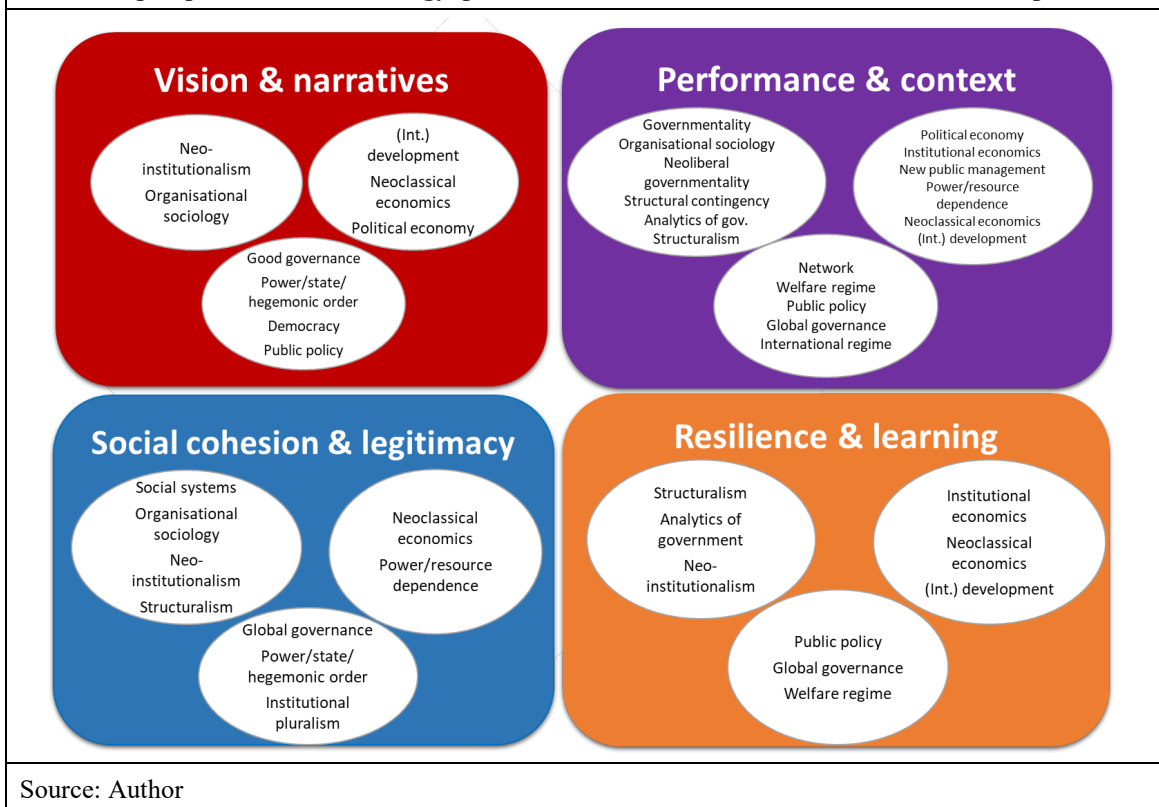 Vision & narratives
Neo-
institutionalism
Organisational
sociology
(Int.)
development
Neoclassical
economics
Political economy
Good governance
Power/state/
hegemonic order
Democracy
Public policy
Performance & context
Governmentality
Organisational sociology
Neoliberal
governmentality
Structural contingency
Analytics of gov.
Structuralism
Political economy
Institutional economics
New public management
Power/resource
dependence
Neoclassical economics
(Int.) development
Network
Welfare regime
Public policy
Global governance
International regime
Social cohesion & legitimacy
Social systems
Organisational
sociology
Neo-
institutionalism
Structuralism
Neoclassical
economics
Power/resource
dependence
Global governance
Power/state/
hegemonic order
Institutional
pluralism
Resilience & learning
Structuralism
Analytics of
government
Neo-
institutionalism
Institutional
economics
Neoclassical
economics
(Int.) development
Public policy
Global governance
Welfare regime
Source: Author